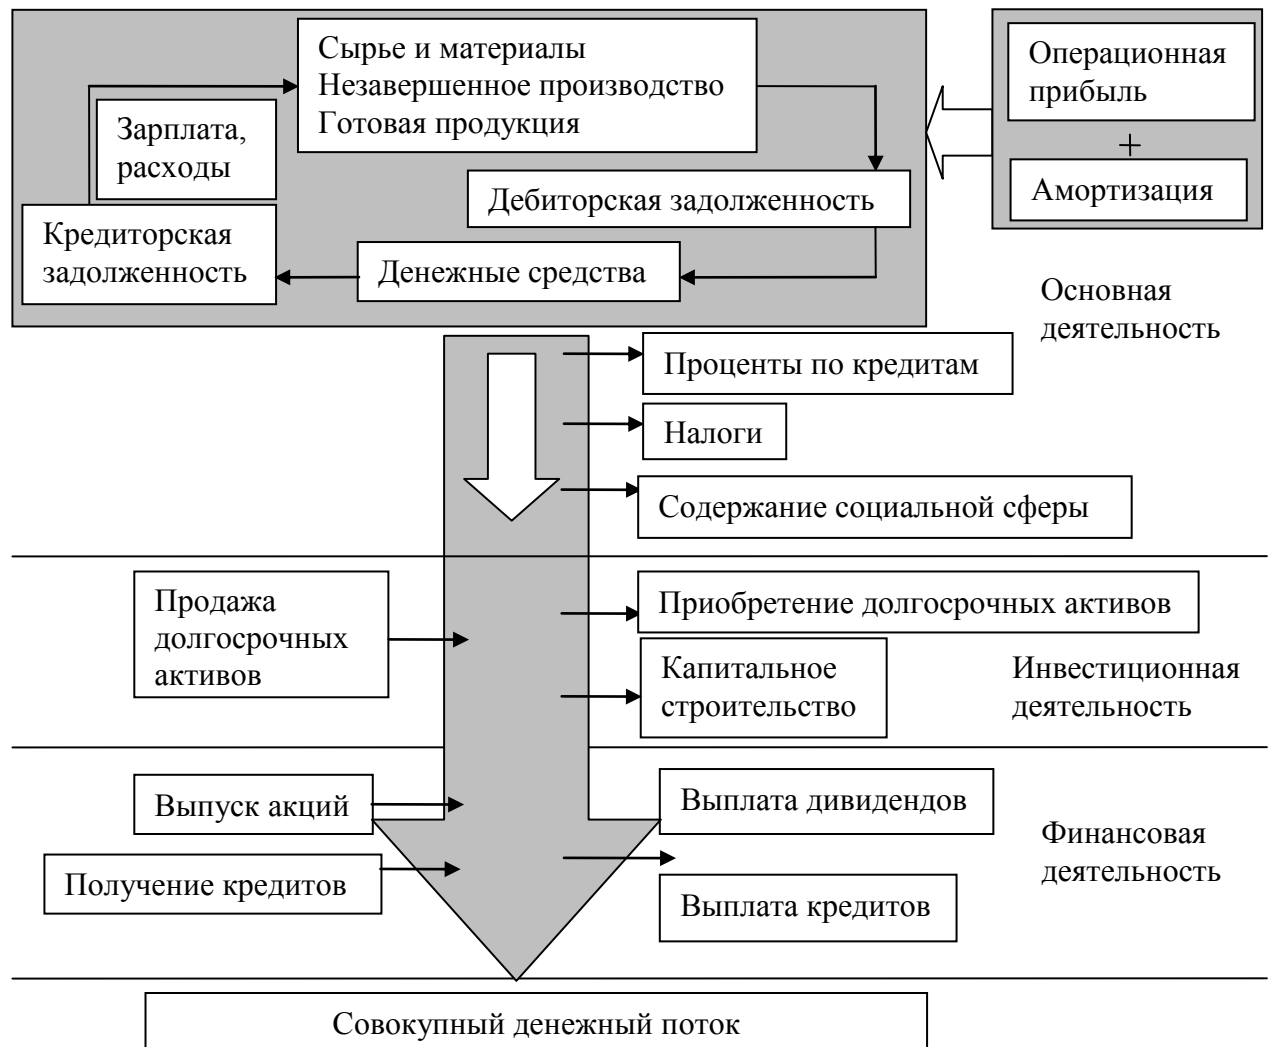 Сырье и материалы
Незавершенное производство
Готовая продукция
Операционная
прибыль
+
Амортизация
Зарплата,
расходы
Дебиторская задолженность
Кредиторская
задолженность
Денежные средства
Основная
деятельность
Проценты по кредитам
Налоги
Содержание социальной сферы
Продажа
долгосрочных
активов
Приобретение долгосрочных активов
Капитальное
строительство
Инвестиционная
деятельность
Выпуск акций
Выплата дивидендов
Финансовая
деятельность
Получение кредитов
Выплата кредитов
Совокупный денежный поток